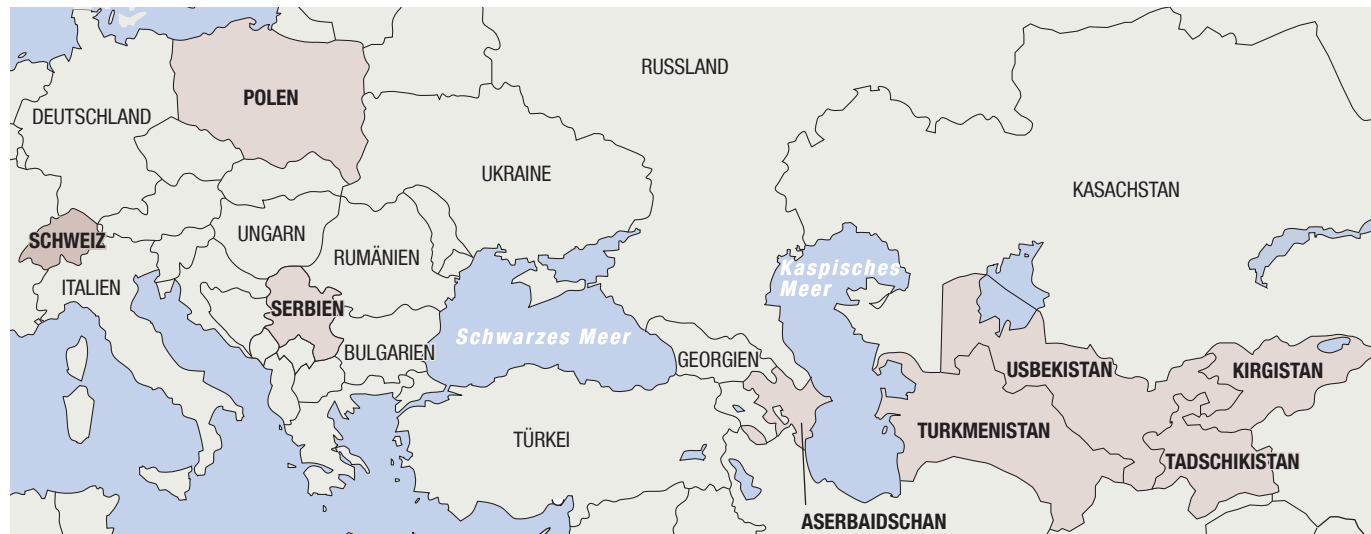 RUSSLAND
POLEN
DEUTSCHLAND
UKRAINE
KASACHSTAN
SCHWEIZ
UNGARN
RUMÄNIEN
Kaspisches
Meer
ITALIEN
SERBIEN
Schwarzes Meer
BULGARIEN
GEORGIEN
USBEKISTAN
KIRGISTAN
TÜRKEI
TURKMENISTAN
TADSCHIKISTAN
ASERBAIDSCHAN